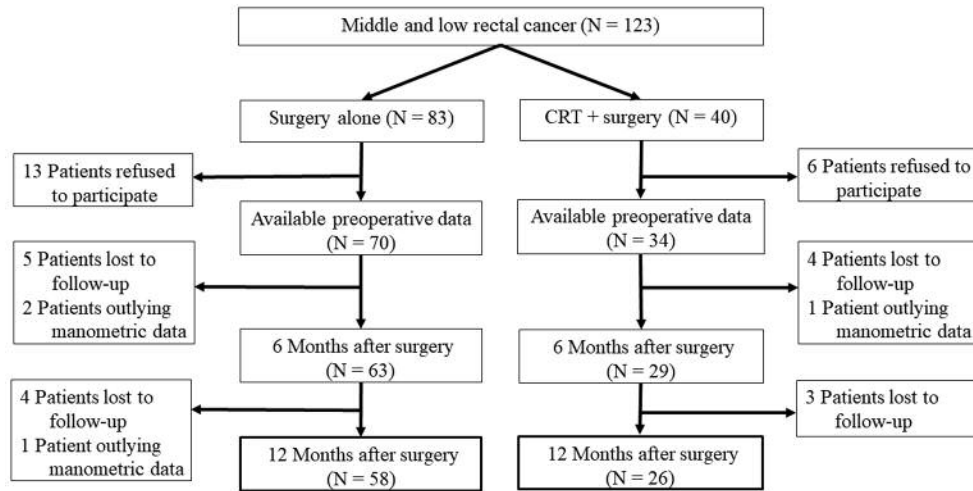 Middle and low rectal cancer (N = 123)
Surgery alone (N = 83)
CRT + surgery (N = 40)
13 Patients refused
to participate
6 Patients refused to
participate
Available preoperative data
(N = 70)
Available preoperative data
(N = 34)
5 Patients lost to
follow-up
2 Patients outlying
manometric data
4 Patients lost to
follow-up
1 Patient outlying
manometric data
6 Months after surgery
(N = 63)
6 Months after surgery
(N = 29)
4 Patients lost to
follow-up
1 Patient outlying
manometric data
3 Patients lost to
follow-up
12 Months after surgery
(N = 58)
12 Months after surgery
(N = 26)